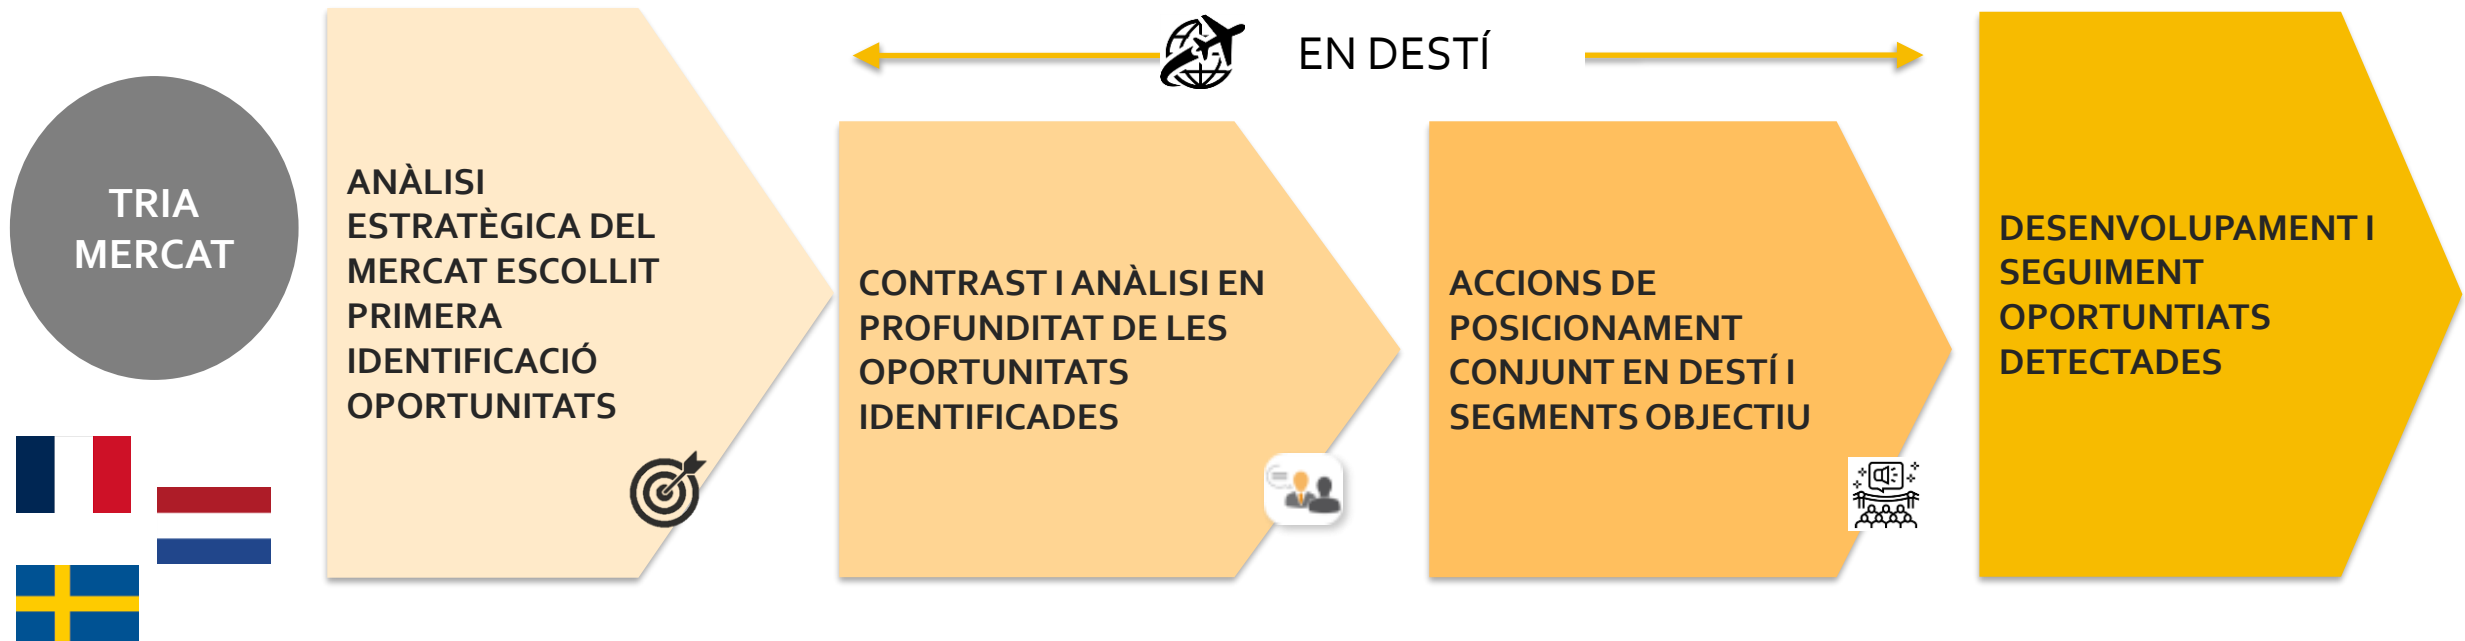 TRIA
MERCAT
ANÀLISI
ESTRATÈGICA DEL
MERCAT ESCOLLIT
PRIMERA
IDENTIFICACIÓ
OPORTUNITATS
EN DESTÍ
CONTRAST I ANÀLISI EN
PROFUNDITAT DE LES
OPORTUNITATS
IDENTIFICADES
ACCIONS DE
POSICIONAMENT
CONJUNT EN DESTÍ I
SEGMENTS OBJECTIU
DESENVOLUPAMENT I
SEGUIMENT
OPORTUNTIATS
DETECTADES